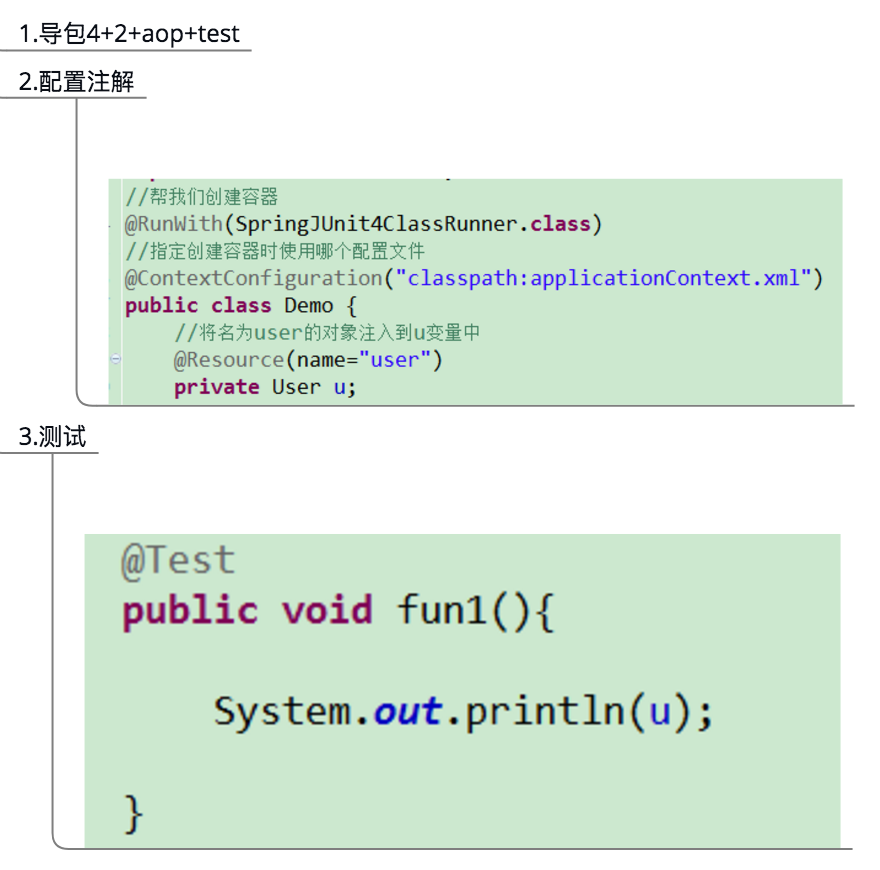 1.导包4+2+aop+test
2.配置注解
//帮我们创建容器
@RunWith(SpringJUnit4ClassRunner.class)
//指定创建容器时使用哪个配置文件
@ContextConfiguration("classpath:applicationContext.xml")
public class Demo {
//将名为user的对象注入到u变量中
@Resource(name="user")
private User u;
3.测试
@Test
public void fun1(){
System.out.println(u);
}